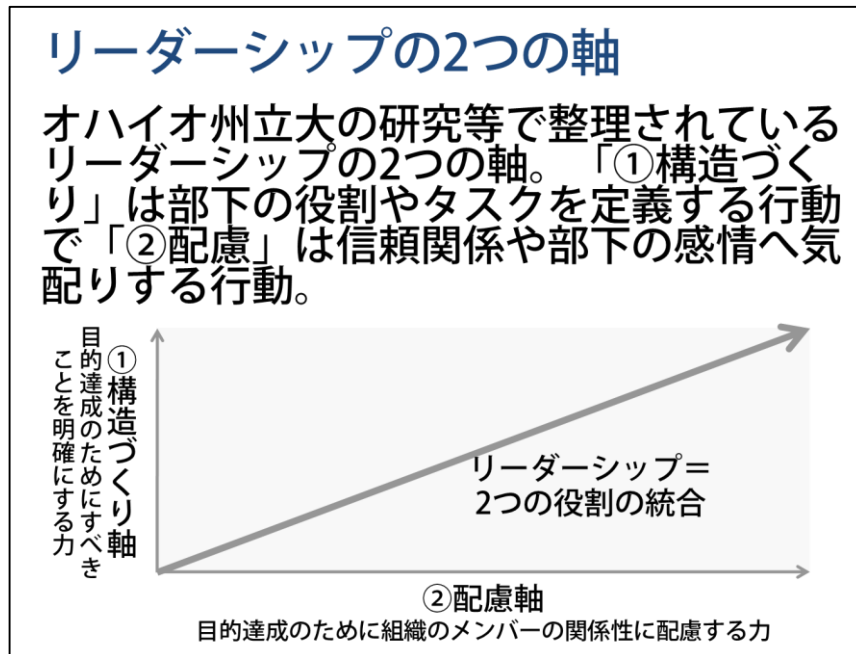 リーダーシップの2つの軸
オハイオ州立大の研究等で整理されている
リーダーシップの2つの軸。「①構造づく
り」は部下の役割やタスクを定義する行動
で「②配慮」は信頼関係や部下の感情へ気
配りする行動。
①構造づくり軸
目的達成のためにすべき
ことを明確にする力
リーダーシップ＝
2つの役割の統合
②配慮軸
目的達成のために組織のメンバーの関係性に配慮する力